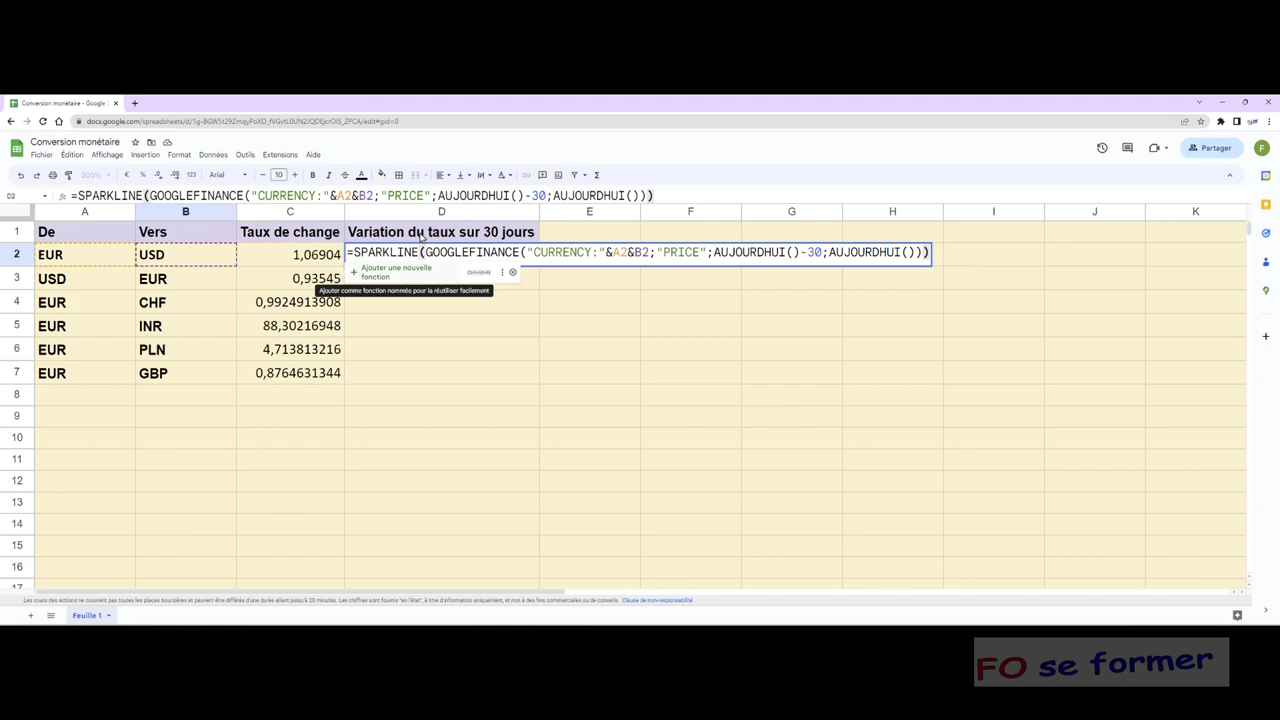 Conversion monétaire - Google |
docs.google.com/spreadsheets/d/1g-BGWSt29ZmqyFoXD_fVGvtL0UN2JQDEjcrOI5_ZPCA/edit#gid=0
Conversion monétaire
Fichier Édition Affichage Insertion Format Données Outils Extensions Aide
Partager
F
200% € % .0 .00 123 Arial 10 B I S A
D2 fx =SPARKLINE(GOOGLEFINANCE("CURRENCY:"&A2&B2;"PRICE";AUJOURDHUI()-30;AUJOURDHUI()))
A B C D E F G H I J K
1 De Vers Taux de change Variation du taux sur 30 jours
2 EUR USD 1,06904 =SPARKLINE(GOOGLEFINANCE("CURRENCY:"&A2&B2;"PRICE";AUJOURDHUI()-30;AUJOURDHUI()))
Ajouter une nouvelle
fonction
3 USD EUR 0,93545
Ajouter comme fonction nommée pour la réutiliser facilement
4 EUR CHF 0,9924913908
5 EUR INR 88,30216948
6 EUR PLN 4,713813216
7 EUR GBP 0,8764631344
8
9
10
11
12
13
14
15
16
17
Les cours des actions ne couvrent pas toutes les places boursières et peuvent être différés d'une durée allant jusqu'à 20 minutes. Les chiffres sont fournis "en l'état", à titre d'information uniquement, et non à des fins commerciales ou de conseils. Clause de non-responsabilité
Feuille 1
FO se former